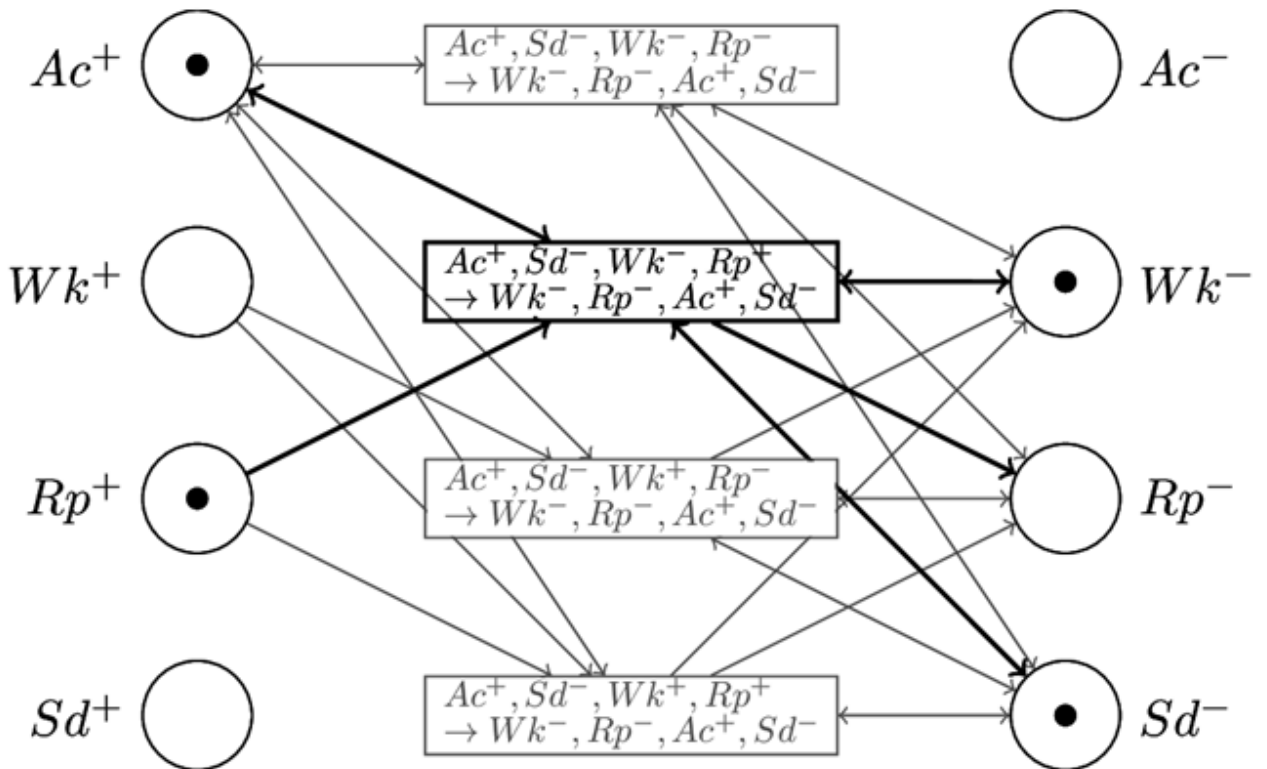 Ac⁺
Ac⁺, Sd⁻, Wk⁻, Rp⁻
→ Wk⁻, Rp⁻, Ac⁺, Sd⁻
Ac⁻
Wk⁺
Ac⁺, Sd⁻, Wk⁻, Rp⁺
→ Wk⁻, Rp⁻, Ac⁺, Sd⁻
Wk⁻
Rp⁺
Ac⁺, Sd⁻, Wk⁺, Rp⁻
→ Wk⁻, Rp⁻, Ac⁺, Sd⁻
Rp⁻
Sd⁺
Ac⁺, Sd⁻, Wk⁺, Rp⁺
→ Wk⁻, Rp⁻, Ac⁺, Sd⁻
Sd⁻